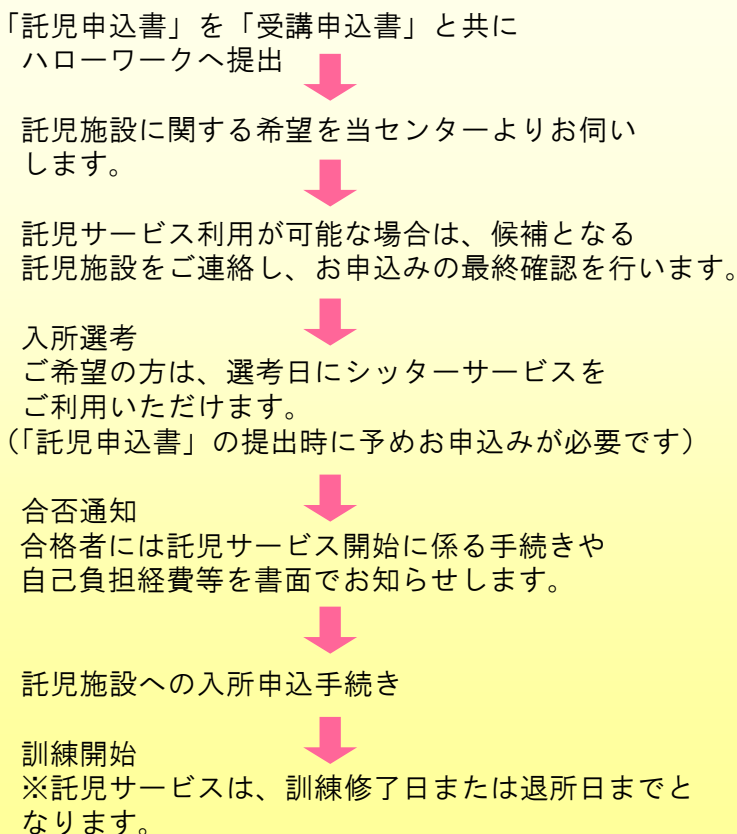 「託児申込書」を「受講申込書」と共に
ハローワークへ提出
託児施設に関する希望を当センターよりお伺い
します。
託児サービス利用が可能な場合は、候補となる
託児施設をご連絡し、お申込みの最終確認を行います。
入所選考
ご希望の方は、選考日にシッターサービスを
ご利用いただけます。
（「託児申込書」の提出時に予めお申込みが必要です）
合否通知
合格者には託児サービス開始に係る手続きや
自己負担経費等を書面でお知らせします。
託児施設への入所申込手続き
訓練開始
※託児サービスは、訓練修了日または退所日までと
なります。